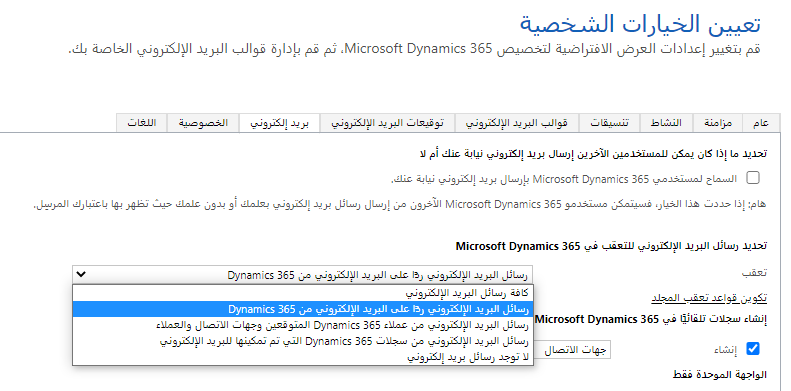 تعيين الخيارات الشخصية
قم بتغيير إعدادات العرض الافتراضية لتخصيص Microsoft Dynamics 365، ثم قم بإدارة قوالب البريد الإلكتروني الخاصة بك.
عام مزامنة النشاط تنسيقات قوالب البريد الإلكتروني توقيعات البريد الإلكتروني بريد إلكتروني الخصوصية اللغات
تحديد ما إذا كان يمكن للمستخدمين الآخرين إرسال بريد إلكتروني نيابة عنك أم لا
السماح لمستخدمي Microsoft Dynamics 365 بإرسال بريد إلكتروني نيابة عنك.
هام: إذا حددت هذا الخيار، فسيتمكن مستخدمو Microsoft Dynamics 365 الآخرون من إرسال رسائل بريد إلكتروني بعلمك أو بدون علمك حيث تظهر بها باعتبارك المرسِل.
تحديد رسائل البريد الإلكتروني للتعقب في Microsoft Dynamics 365
تعقب رسائل البريد الإلكتروني ردًا على البريد الإلكتروني من Dynamics 365
كافة رسائل البريد الإلكتروني
رسائل البريد الإلكتروني ردًا على البريد الإلكتروني من Dynamics 365
رسائل البريد الإلكتروني من عملاء Dynamics 365 المتوقعين وجهات الاتصال والعملاء
رسائل البريد الإلكتروني من سجلات Dynamics 365 التي تم تمكينها للبريد الإلكتروني
لا توجد رسائل بريد إلكتروني
تكوين قواعد تعقب المجلد
إنشاء سجلات تلقائيًا في Microsoft Dynamics 365
إنشاء جهات الاتصال
الواجهة الموحدة فقط